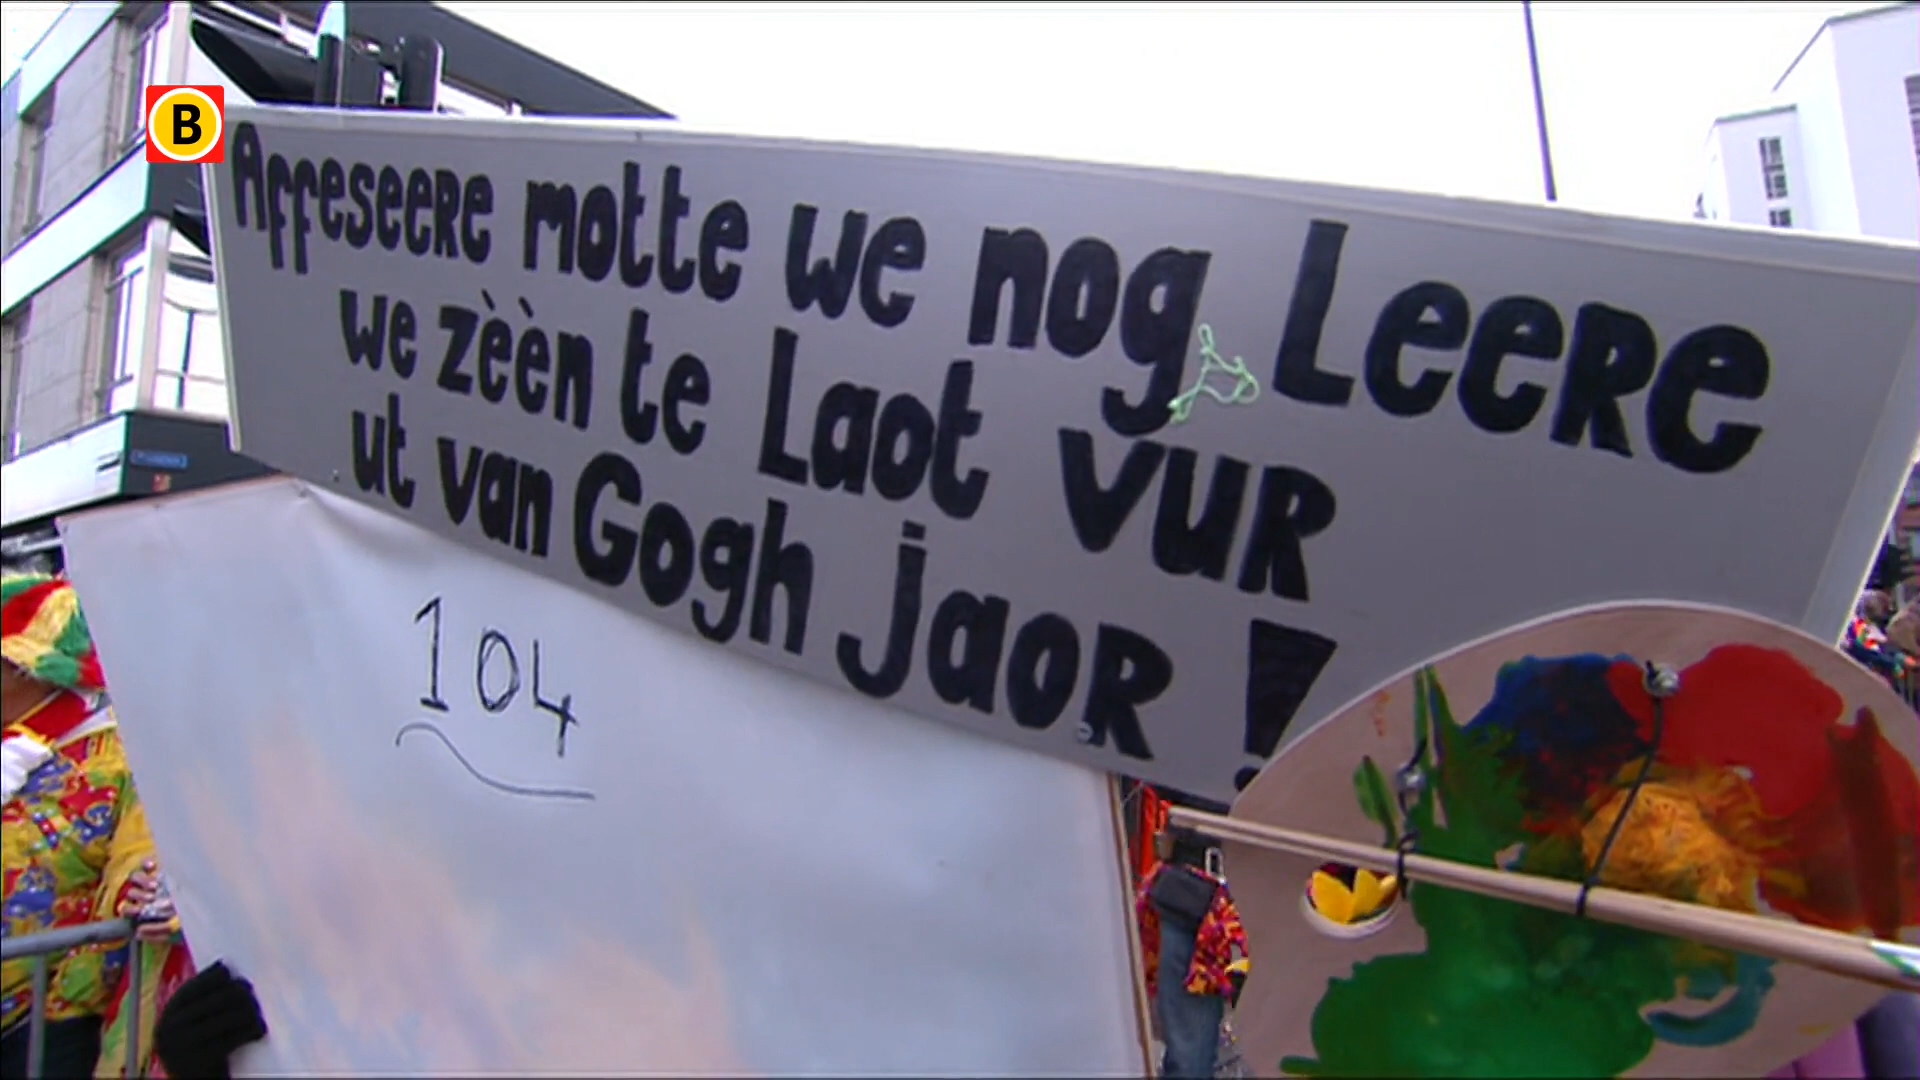 B
Affeseere motte we nog Leere
we zèèn te Laot vur
ut van Gogh jaor!
104